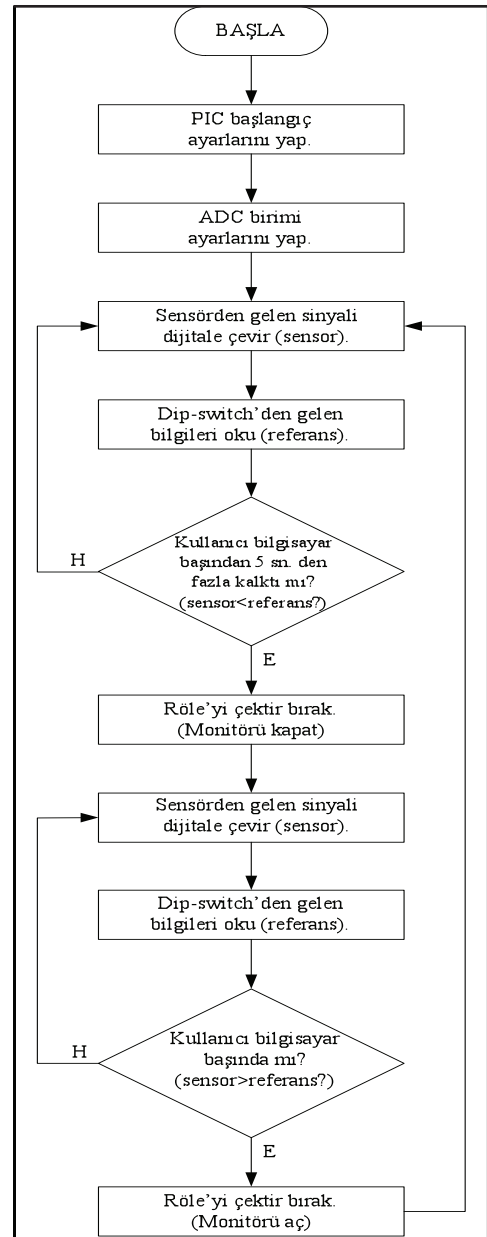 BAŞLA
PIC başlangıç
ayarlarını yap.
ADC birimi
ayarlarını yap.
Sensörden gelen sinyali
dijitale çevir (sensor).
Dip-switch’den gelen
bilgileri oku (referans).
Kullanıcı bilgisayar
başından 5 sn. den
fazla kalktı mı?
(sensor<referans?)
H
E
Röle’yi çektir bırak.
(Monitörü kapat)
Sensörden gelen sinyali
dijitale çevir (sensor).
Dip-switch’den gelen
bilgileri oku (referans).
Kullanıcı bilgisayar
başında mı?
(sensor>referans?)
H
E
Röle’yi çektir bırak.
(Monitörü aç)